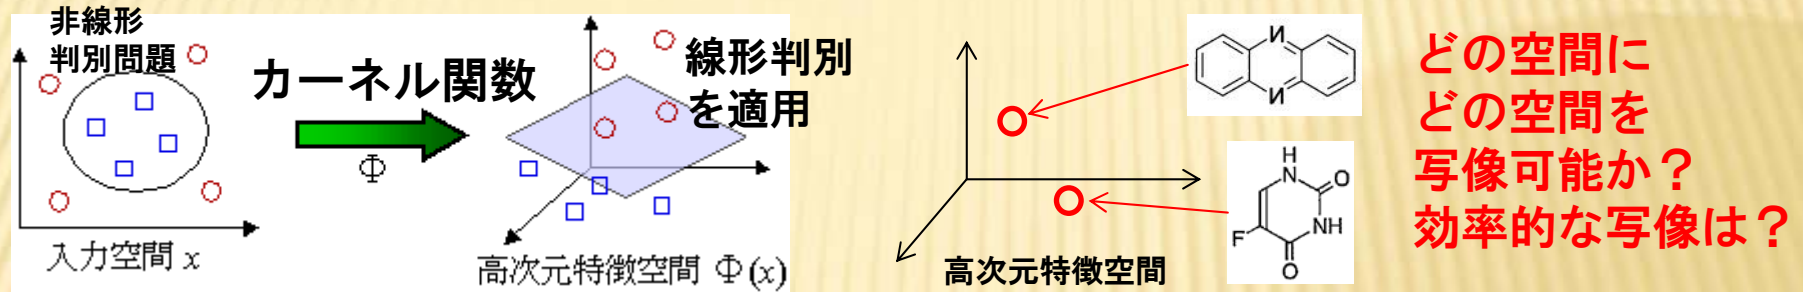 非線形
判別問題
カーネル関数
Φ
入力空間 x
線形判別
を適用
高次元特徴空間 Φ(x)
高次元特徴空間
N
N
H
N
O
NH
F
O
どの空間に
どの空間を
写像可能か？
効率的な写像は？